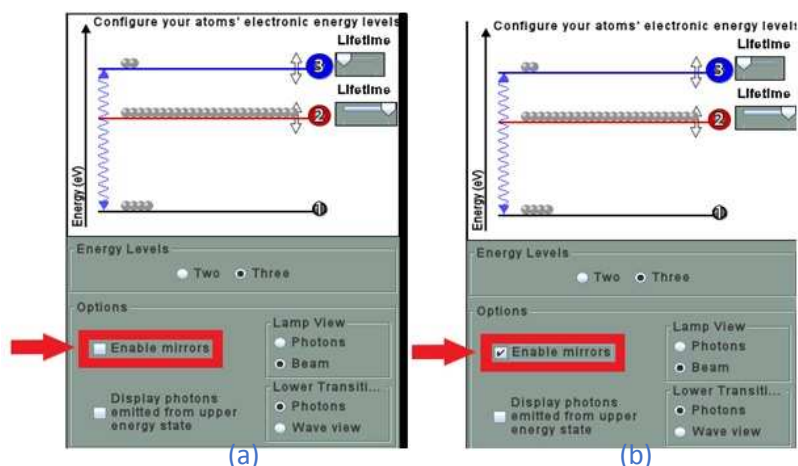 Configure your atoms' electronic energy levels
Lifetime
3
Lifetime
2
Energy (eV)
1
Energy Levels
Two
Three
Options
Enable mirrors
Lamp View
Photons
Beam
Display photons
emitted from upper
energy state
Lower Transiti...
Photons
Wave view
(a)
Configure your atoms' electronic energy levels
Lifetime
3
Lifetime
2
Energy (eV)
1
Energy Levels
Two
Three
Options
Enable mirrors
Lamp View
Photons
Beam
Display photons
emitted from upper
energy state
Lower Transiti...
Photons
Wave view
(b)